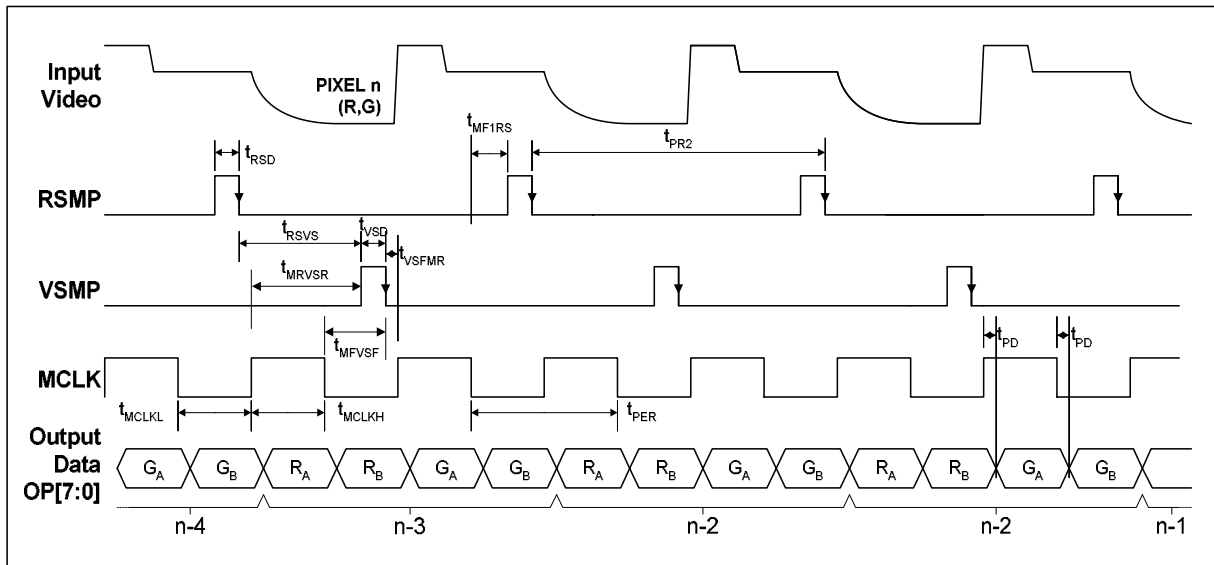 Input
Video
PIXEL n
(R,G)
tMF1RS
tPR2
tRSD
RSMP
tRSVS
tVSD
tVSFMR
tMRVSR
VSMP
tMFVSF
tPD
tPD
MCLK
tMCLKL
tMCLKH
tPER
Output
Data
OP[7:0]
GA GB RA RB GA GB RA RB GA GB RA RB GA GB
n-4 n-3 n-2 n-2 n-1